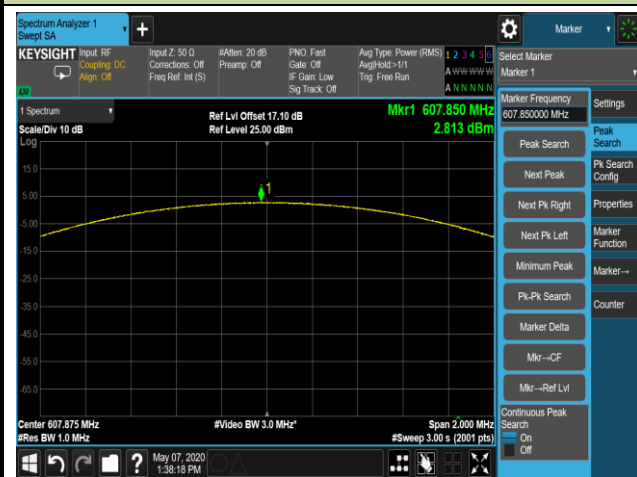 Spectrum Analyzer 1
Swept SA
Marker
KEYSIGHT
Input: RF
Coupling: DC
Align: Off
Input Z: 50 Ω
Corrections: Off
Freq Ref: Int (S)
#Atten: 20 dB
Preamp: Off
PNO: Fast
Gate: Off
IF Gain: Low
Sig Track: Off
Avg Type: Power (RMS)
Avg|Hold:>1/1
Trig: Free Run
1 2 3 4 5 6
A W W W W W
A N N N N N
Select Marker
Marker 1
1 Spectrum
Scale/Div 10 dB
Log
Ref Lvl Offset 17.10 dB
Ref Level 25.00 dBm
Mkr1 607.850 MHz
2.813 dBm
15.0
5.00
-5.00
-15.0
-25.0
-35.0
-45.0
-55.0
-65.0
1
Center 607.875 MHz
#Res BW 1.0 MHz
#Video BW 3.0 MHz*
Span 2.000 MHz
#Sweep 3.00 s (2001 pts)
Marker Frequency
607.850000 MHz
Peak Search
Next Peak
Next Pk Right
Next Pk Left
Minimum Peak
Pk-Pk Search
Marker Delta
Mkr→CF
Mkr→Ref Lvl
Continuous Peak
Search
On
Off
Settings
Peak
Search
Pk Search
Config
Properties
Marker
Function
Marker→
Counter
May 07, 2020
1:38:18 PM